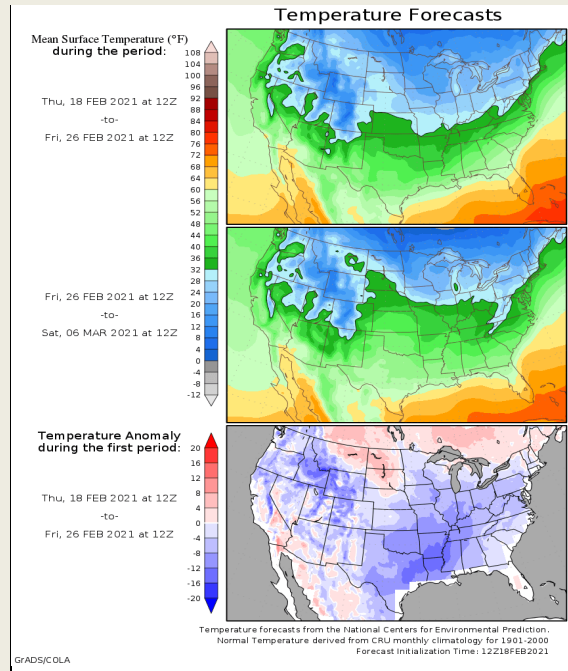 Temperature Forecasts
Mean Surface Temperature (°F)
during the period:
Thu, 18 FEB 2021 at 12Z
-to-
Fri, 26 FEB 2021 at 12Z
108
104
100
96
92
88
84
80
76
72
68
64
60
56
52
48
44
40
36
32
28
24
20
16
12
8
4
0
-4
-8
-12
Fri, 26 FEB 2021 at 12Z
-to-
Sat, 06 MAR 2021 at 12Z
Temperature Anomaly
during the first period:
Thu, 18 FEB 2021 at 12Z
-to-
Fri, 26 FEB 2021 at 12Z
20
16
12
8
4
0
-4
-8
-12
-16
-20
Temperature forecasts from the National Centers for Environmental Prediction.
Normal Temperature derived from CRU monthly climatology for 1901-2000
Forecast Initialization Time: 12Z18FEB2021
GrADS/COLA